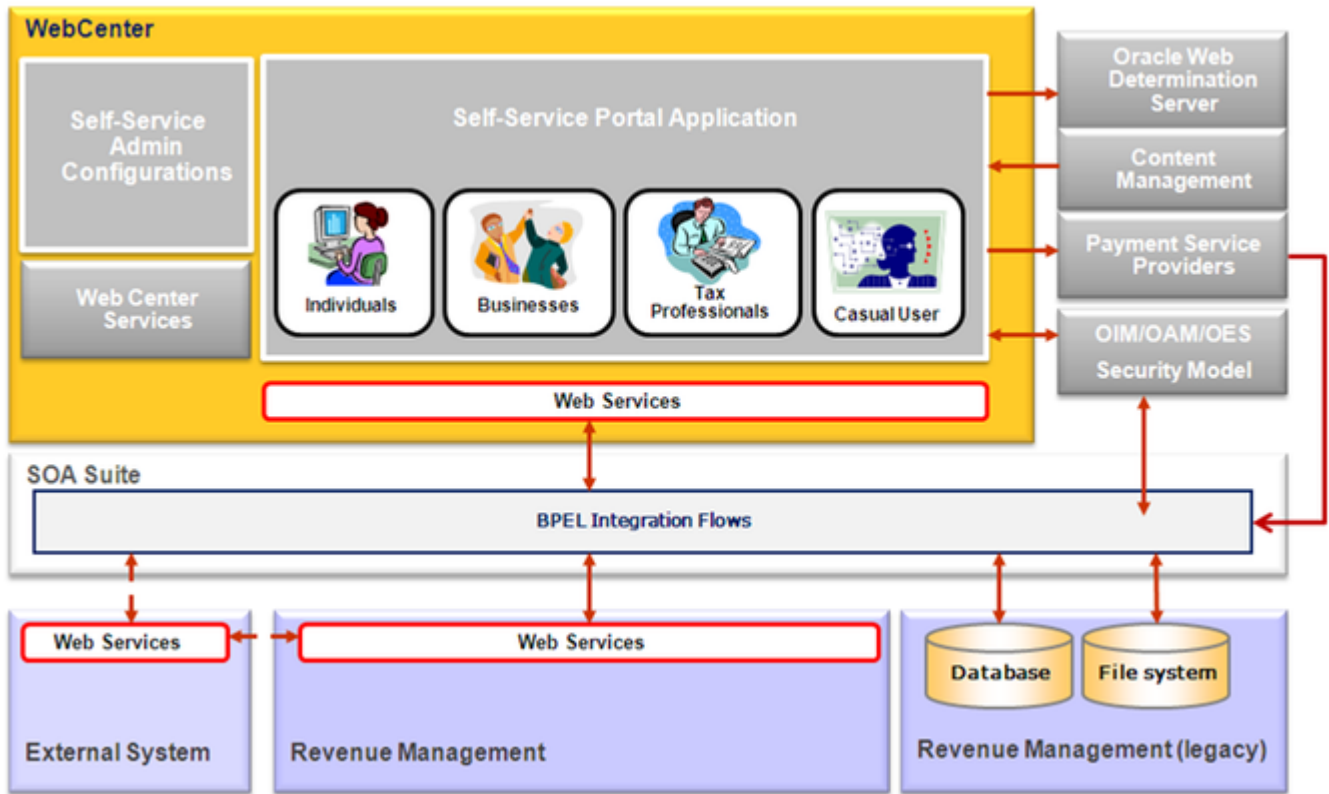 WebCenter
Self-Service
Admin
Configurations
Web Center
Services
Self-Service Portal Application
Individuals
Businesses
Tax
Professionals
Casual User
Web Services
Oracle Web
Determination
Server
Content
Management
Payment Service
Providers
OIM/OAM/OES
Security Model
SOA Suite
BPEL Integration Flows
Web Services
External System
Web Services
Revenue Management
Database
File system
Revenue Management (legacy)